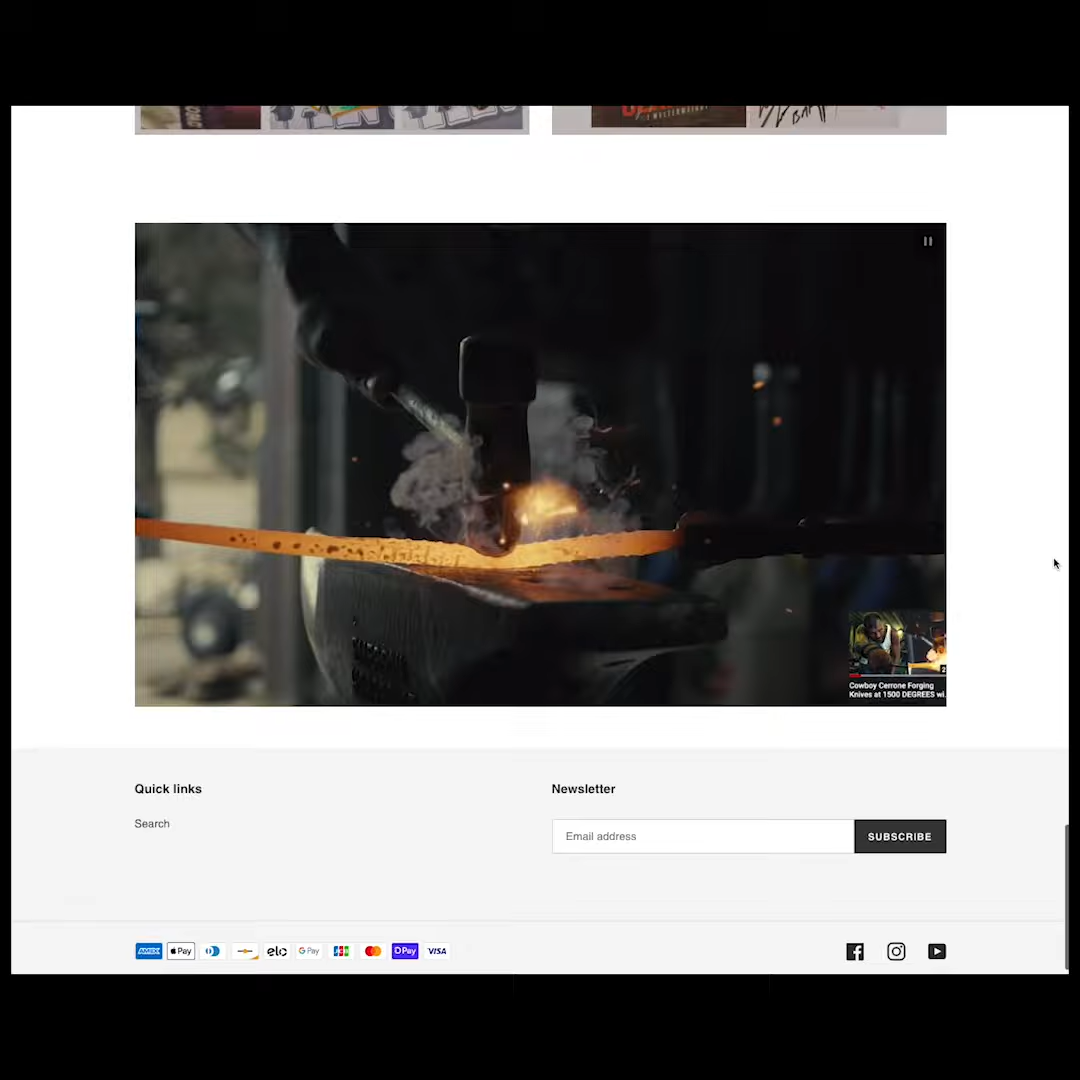 Cowboy Cerrone Forging
Knives at 1500 DEGREES wi..
Quick links
Newsletter
Search
Email address
SUBSCRIBE
AMEX
Pay
elo
G Pay
JCB
Pay
VISA